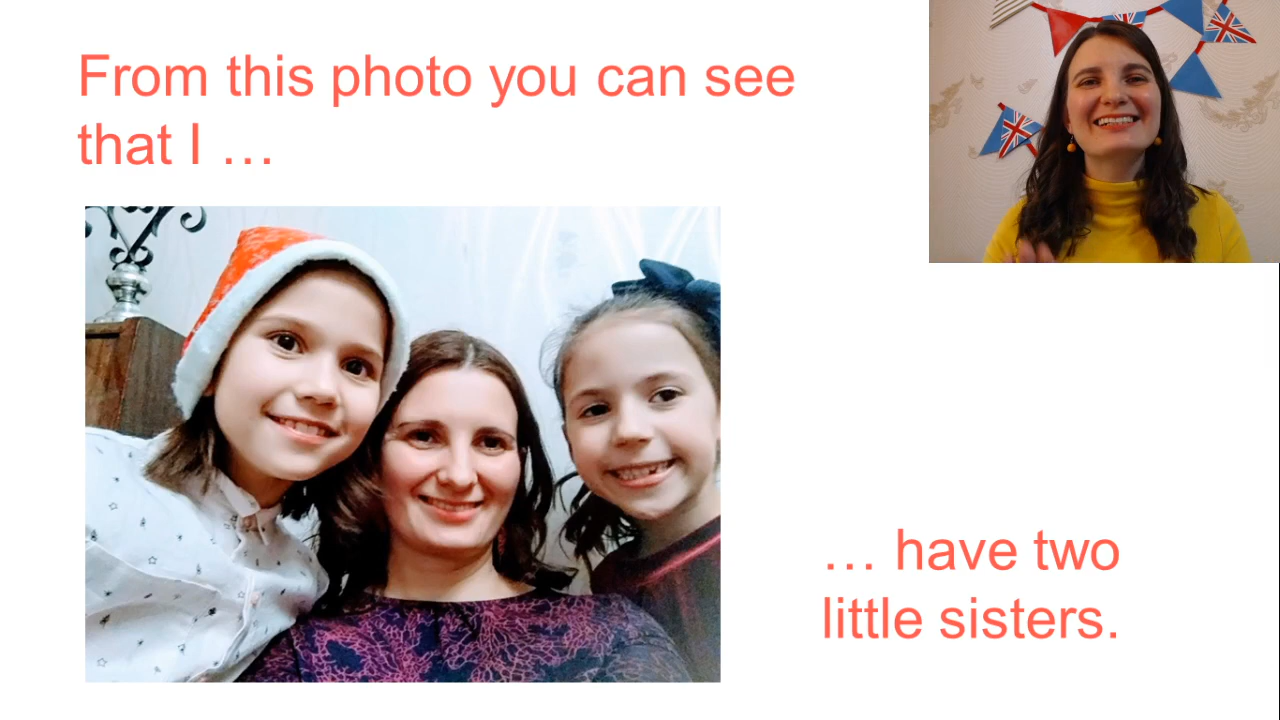 From this photo you can see
that I …
… have two
little sisters.